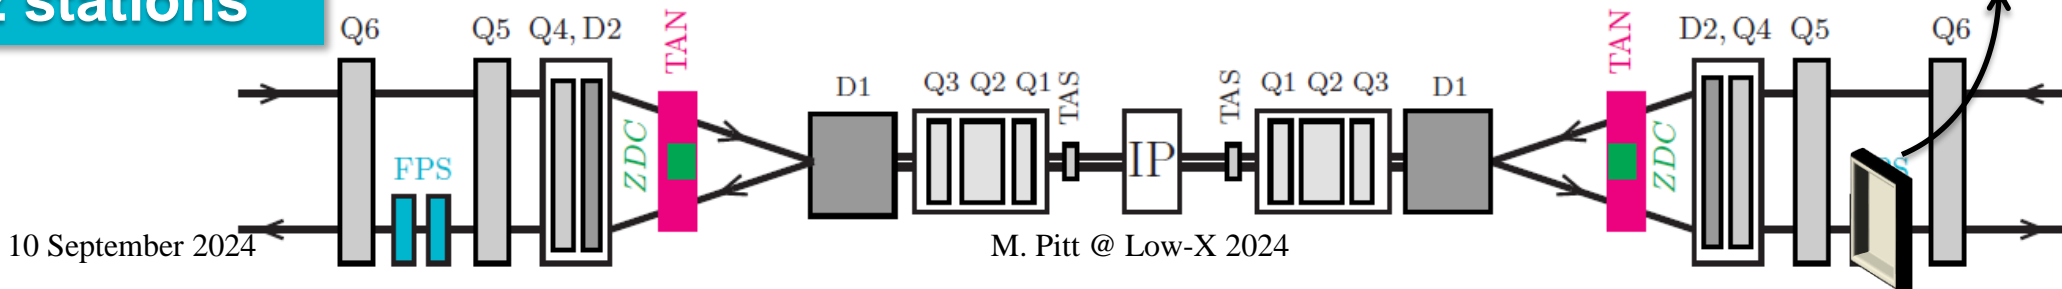 stations
Q6 Q5 Q4, D2 TAN D1 Q3 Q2 Q1 TAS IP TAS Q1 Q2 Q3 D1 TAN D2, Q4 Q5 Q6
FPS ZDC ZDC
10 September 2024 M. Pitt @ Low-X 2024